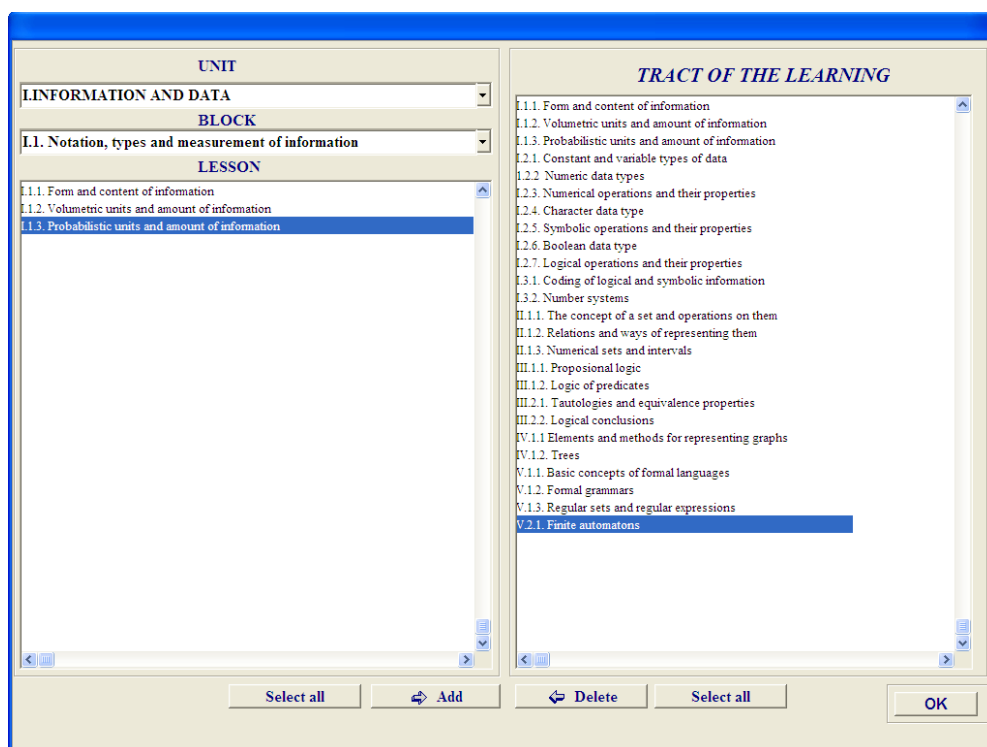 UNIT
I.INFORMATION AND DATA
BLOCK
I.1. Notation, types and measurement of information
LESSON
I.1.1. Form and content of information
I.1.2. Volumetric units and amount of information
I.1.3. Probabilistic units and amount of information
Select all
Add
TRACT OF THE LEARNING
I.1.1. Form and content of information
I.1.2. Volumetric units and amount of information
I.1.3. Probabilistic units and amount of information
I.2.1. Constant and variable types of data
1.2.2 Numeric data types
I.2.3. Numerical operations and their properties
I.2.4. Character data type
I.2.5. Symbolic operations and their properties
I.2.6. Boolean data type
I.2.7. Logical operations and their properties
I.3.1. Coding of logical and symbolic information
I.3.2. Number systems
II.1.1. The concept of a set and operations on them
II.1.2. Relations and ways of representing them
II.1.3. Numerical sets and intervals
III.1.1. Proposional logic
III.1.2. Logic of predicates
III.2.1. Tautologies and equivalence properties
III.2.2. Logical conclusions
IV.1.1 Elements and methods for representing graphs
IV.1.2. Trees
V.1.1. Basic concepts of formal languages
V.1.2. Formal grammars
V.1.3. Regular sets and regular expressions
V.2.1. Finite automatons
Delete
Select all
OK